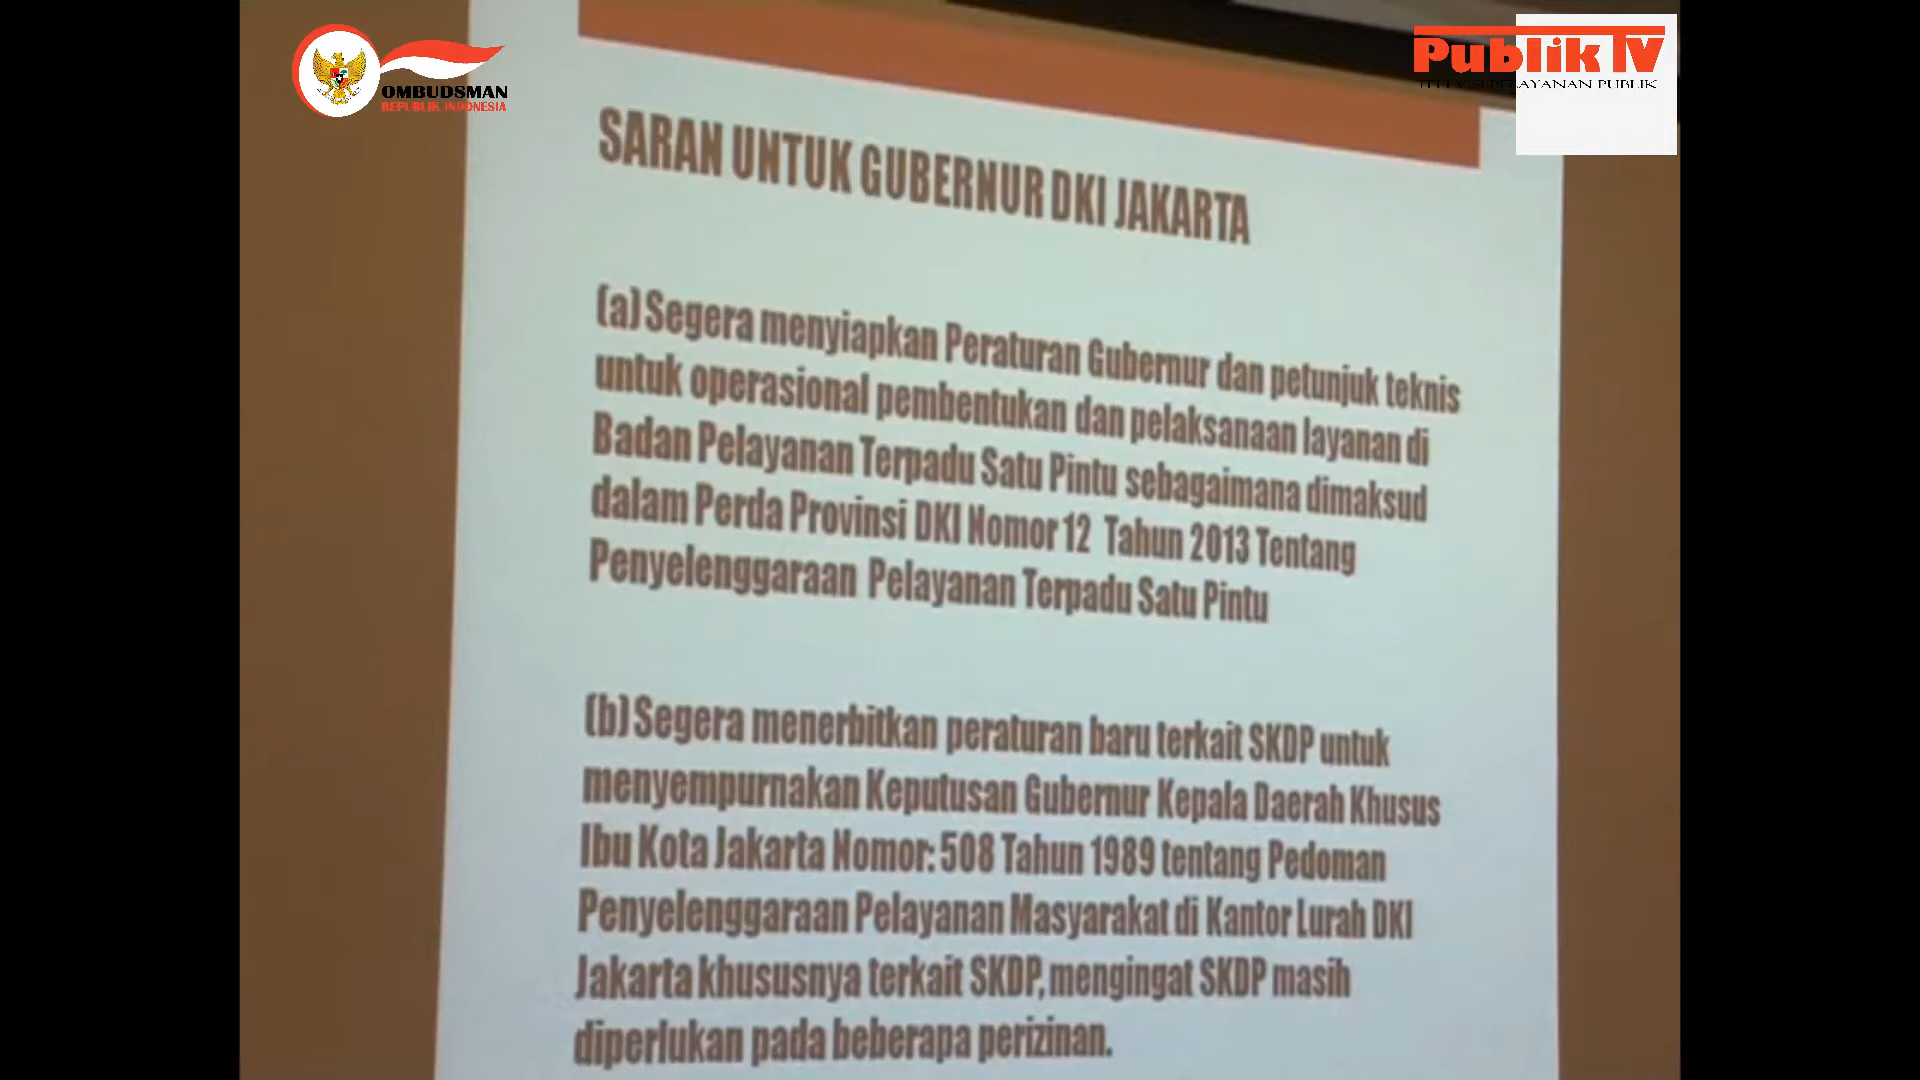 OMBUDSMAN
REPUBLIK INDONESIA
Publik TV
TELEVISI PELAYANAN PUBLIK
SARAN UNTUK GUBERNUR DKI JAKARTA
(a) Segera menyiapkan Peraturan Gubernur dan petunjuk teknis
untuk operasional pembentukan dan pelaksanaan layanan di
Badan Pelayanan Terpadu Satu Pintu sebagaimana dimaksud
dalam Perda Provinsi DKI Nomor 12 Tahun 2013 Tentang
Penyelenggaraan Pelayanan Terpadu Satu Pintu
(b) Segera menerbitkan peraturan baru terkait SKDP untuk
menyempurnakan Keputusan Gubernur Kepala Daerah Khusus
Ibu Kota Jakarta Nomor: 508 Tahun 1989 tentang Pedoman
Penyelenggaraan Pelayanan Masyarakat di Kantor Lurah DKI
Jakarta khususnya terkait SKDP, mengingat SKDP masih
diperlukan pada beberapa perizinan.